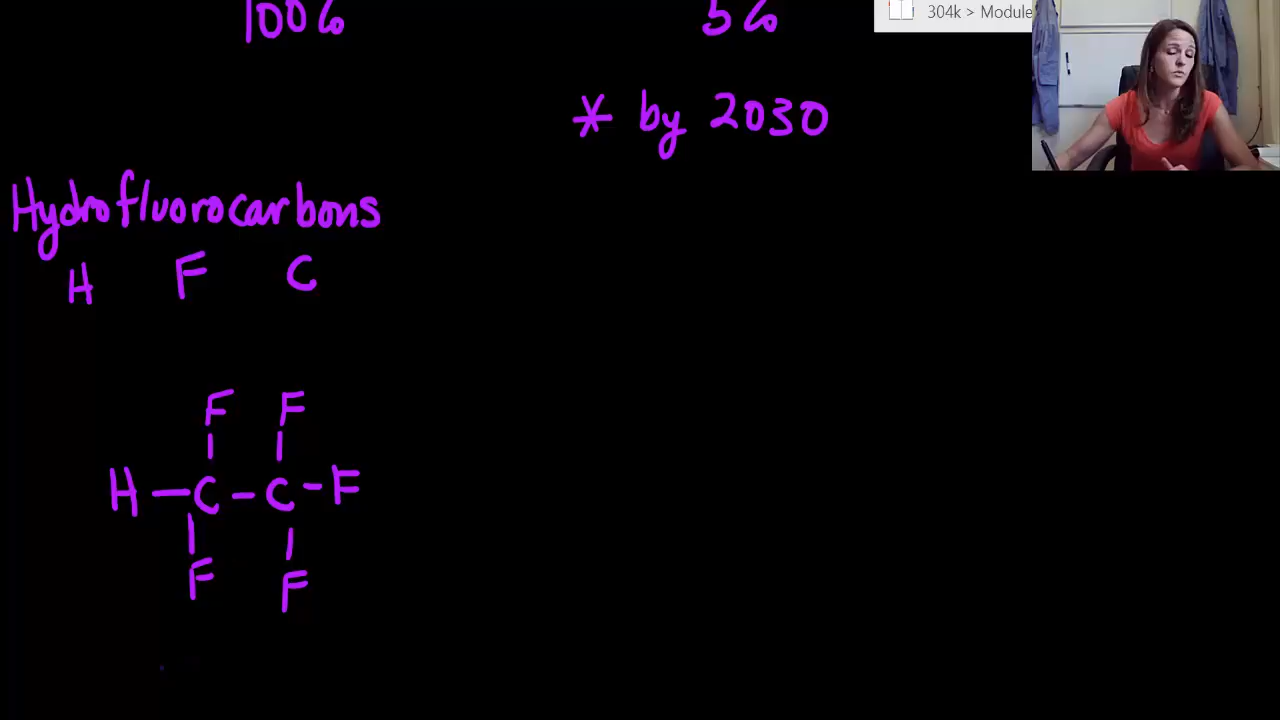 100% 5%
304k > Module
* by 2030
Hydrofluorocarbons
H F C
F F
H-C-C-F
F F